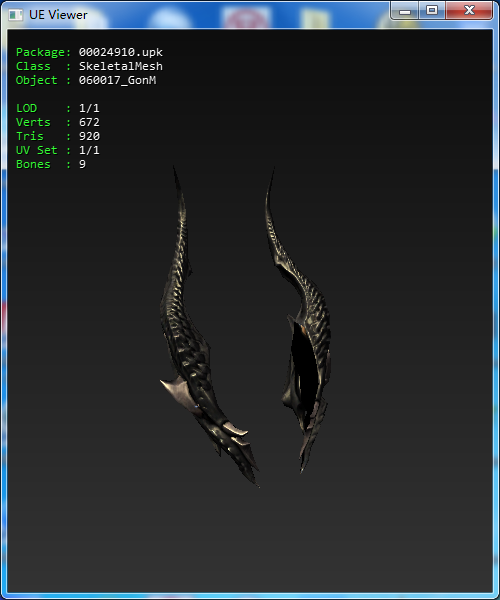 UE Viewer
Package: 00024910.upk
Class : SkeletalMesh
Object : 060017_GonM
LOD : 1/1
Verts : 672
Tris : 920
UV Set : 1/1
Bones : 9